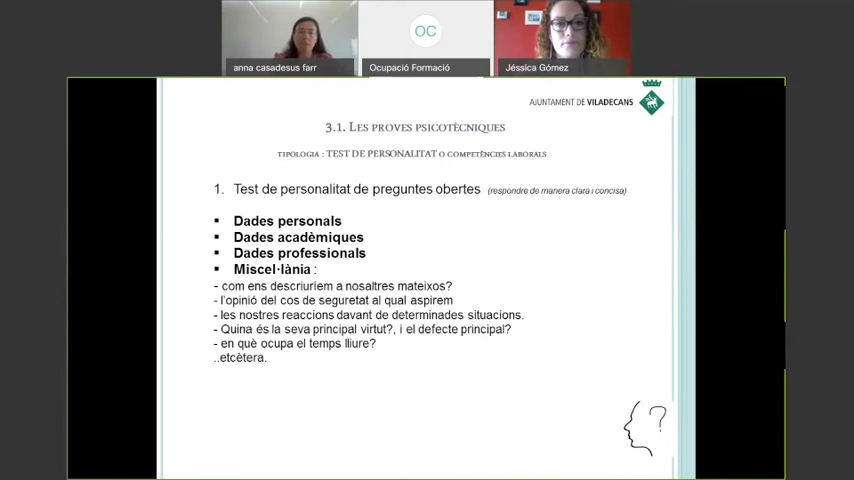 OC
anna casadesus farr
Ocupació Formació
Jéssica Gómez
AJUNTAMENT DE VILADECANS
3.1. LES PROVES PSICOTÈCNIQUES
TIPOLOGIA : TEST DE PERSONALITAT O COMPETÈNCIES LABORALS
1. Test de personalitat de preguntes obertes (respondre de manera clara i concisa)
▪ Dades personals
▪ Dades acadèmiques
▪ Dades professionals
▪ Miscel·lània :
- com ens descriuríem a nosaltres mateixos?
- l'opinió del cos de seguretat al qual aspirem
- les nostres reaccions davant de determinades situacions.
- Quina és la seva principal virtut?, i el defecte principal?
- en què ocupa el temps lliure?
..etcètera.
?